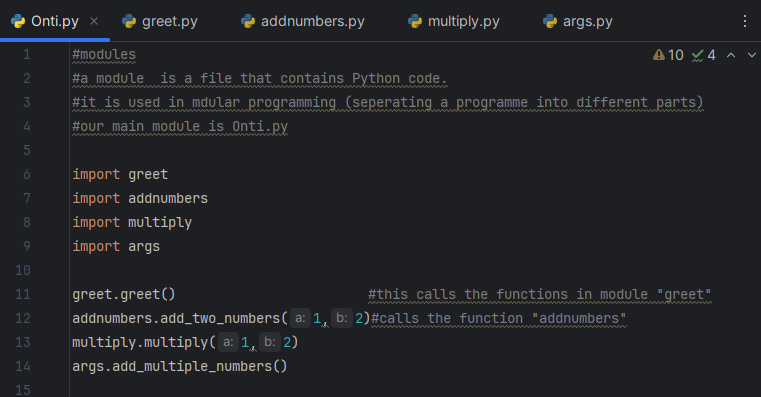 Onti.py × greet.py addnumbers.py multiply.py args.py
10 4
1 #modules
2 #a module  is a file that contains Python code.
3 #it is used in mdular programming (seperating a programme into different parts)
4 #our main module is Onti.py
5
6 import greet
7 import addnumbers
8 import multiply
9 import args
10
11 greet.greet() #this calls the functions in module "greet"
12 addnumbers.add_two_numbers( a: 1, b: 2)#calls the function "addnumbers"
13 multiply.multiply( a: 1, b: 2)
14 args.add_multiple_numbers()
15